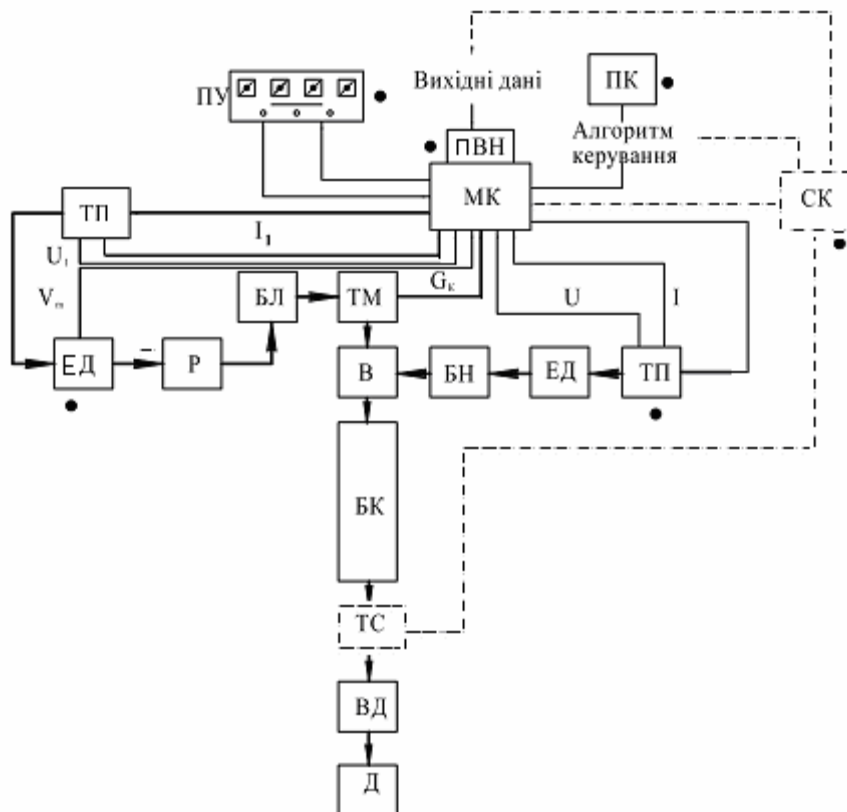 ПУ
Вихідні дані
ПК
Алгоритм
керування
ПВН
МК
СК
ТП
I₁
U₁
Vₘ
БЛ
ТМ
Gₖ
U
I
ЕД
Р
В
БН
ЕД
ТП
БК
ТС
ВД
Д